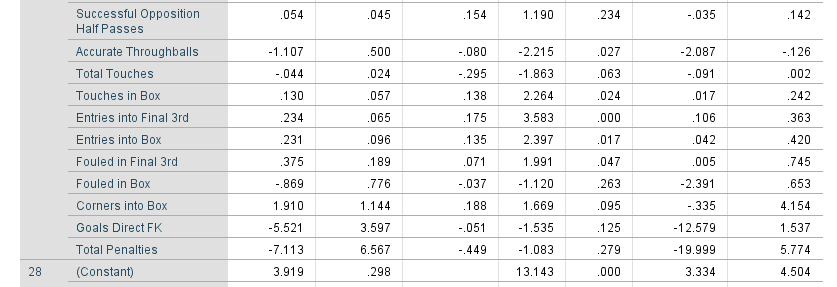 Successful Opposition Half Passes .054 .045 .154 1.190 .234 -.035 .142
Accurate Throughballs -1.107 .500 -.080 -2.215 .027 -2.087 -.126
Total Touches -.044 .024 -.295 -1.863 .063 -.091 .002
Touches in Box .130 .057 .138 2.264 .024 .017 .242
Entries into Final 3rd .234 .065 .175 3.583 .000 .106 .363
Entries into Box .231 .096 .135 2.397 .017 .042 .420
Fouled in Final 3rd .375 .189 .071 1.991 .047 .005 .745
Fouled in Box -.869 .776 -.037 -1.120 .263 -2.391 .653
Corners into Box 1.910 1.144 .188 1.669 .095 -.335 4.154
Goals Direct FK -5.521 3.597 -.051 -1.535 .125 -12.579 1.537
Total Penalties -7.113 6.567 -.449 -1.083 .279 -19.999 5.774
28 (Constant) 3.919 .298 13.143 .000 3.334 4.504